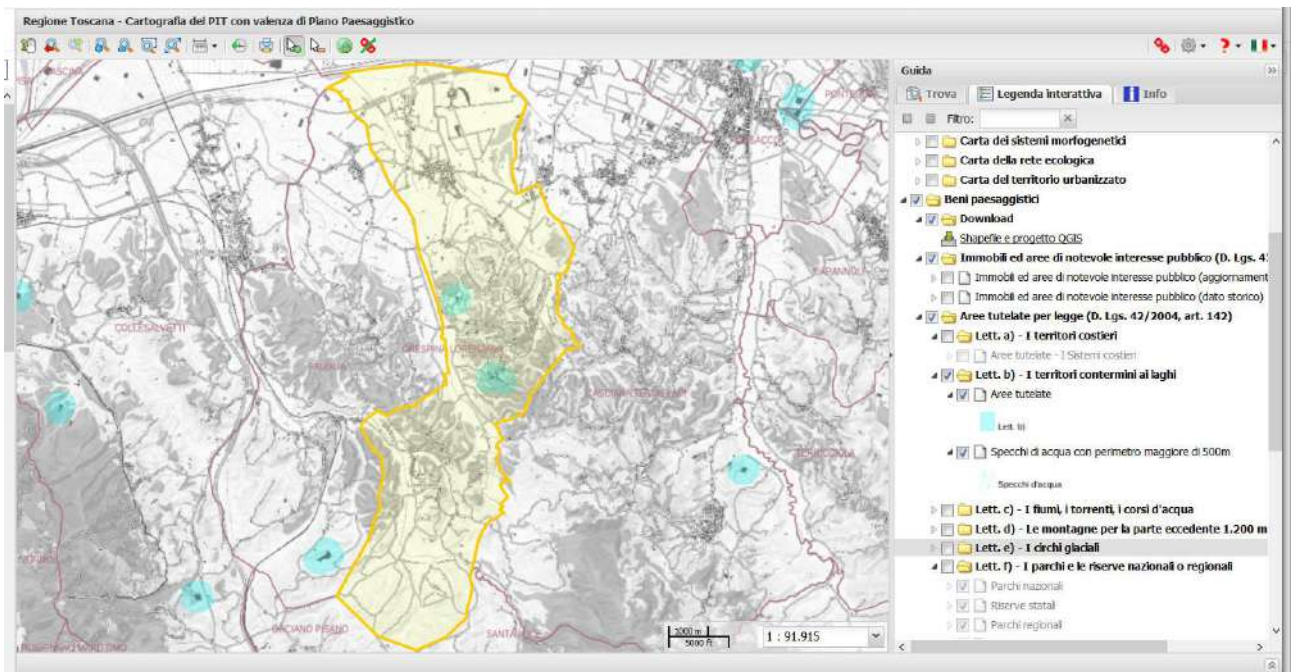 Regione Toscana - Cartografia del PIT con valenza di Piano Paesaggistico
Guida
Trova
Legenda interattiva
Info
Filtro:
Carta dei sistemi morfogenetici
Carta della rete ecologica
Carta del territorio urbanizzato
Beni paesaggistici
Download
Shapefile e progetto QGIS
Immobili ed aree di notevole interesse pubblico (D. Lgs. 4
Immobili ed aree di notevole interesse pubblico (aggiornament
Immobili ed aree di notevole interesse pubblico (dato storico)
Aree tutelate per legge (D. Lgs. 42/2004, art. 142)
Lett. a) - I territori costieri
Aree tutelate - I Sistemi costieri
Lett. b) - I territori contermini ai laghi
Aree tutelate
Lett. b)
Specchi di acqua con perimetro maggiore di 500m
Specchi d'acqua
Lett. c) - I fiumi, i torrenti, i corsi d'acqua
Lett. d) - Le montagne per la parte eccedente 1.200 m
Lett. e) - I circhi glaciali
Lett. f) - I parchi e le riserve nazionali o regionali
Parchi nazionali
Riserve statali
Parchi regionali
CASCINA
COLLESALVETTI
FAUGLIA
CRESPINA LORENZANA
CAPANNOLI
TERRICCIOLA
ORCIANO PISANO
SANTA LUCE
5000 ft
1 : 91.915